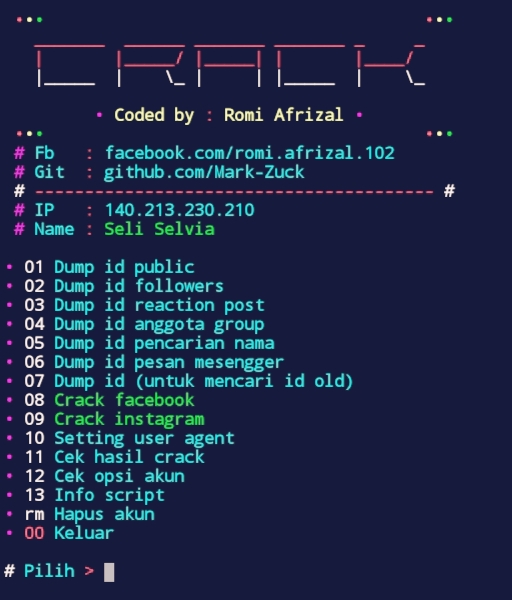 CRACK
• Coded by : Romi Afrizal •
# Fb : facebook.com/romi.afrizal.102
# Git : github.com/Mark-Zuck
# ---------------------------------------- #
# IP : 140.213.230.210
# Name : Seli Selvia
• 01 Dump id public
• 02 Dump id followers
• 03 Dump id reaction post
• 04 Dump id anggota group
• 05 Dump id pencarian nama
• 06 Dump id pesan mesengger
• 07 Dump id (untuk mencari id old)
• 08 Crack facebook
• 09 Crack instagram
• 10 Setting user agent
• 11 Cek hasil crack
• 12 Cek opsi akun
• 13 Info script
• rm Hapus akun
• 00 Keluar
# Pilih >